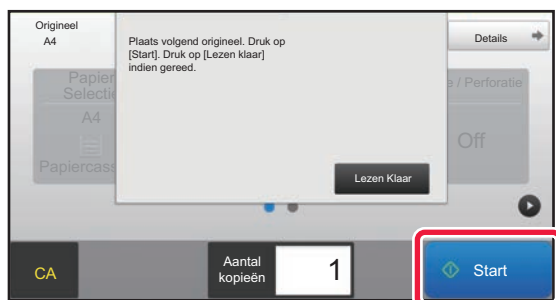 Origineel
A4
Details
Plaats volgend origineel. Druk op
[Start]. Druk op [Lezen klaar]
indien gereed.
Papier
Selectie
A4
Papiercass
e / Perforatie
Off
Lezen Klaar
CA
Aantal
kopieën
1
Start